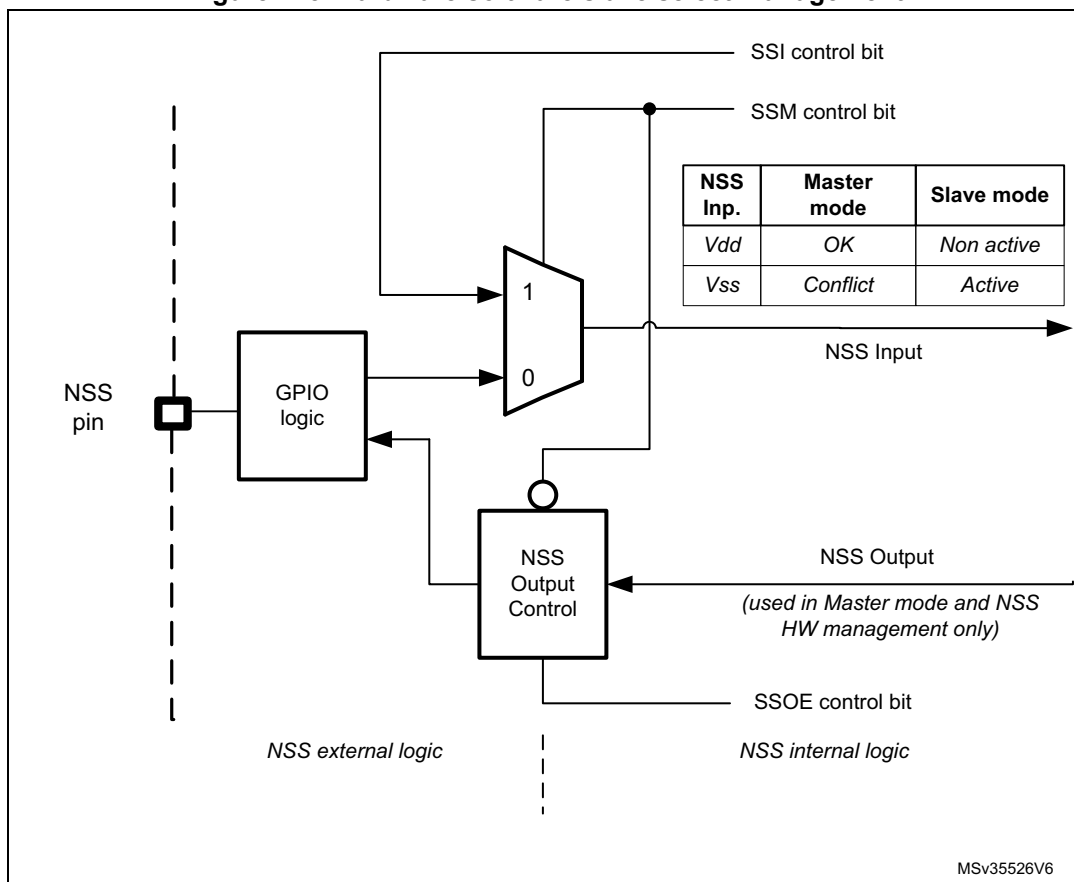 SSI control bit
SSM control bit
NSS Inp. Master mode Slave mode
Vdd OK Non active
Vss Conflict Active
1
NSS Input
0
NSS pin
GPIO logic
NSS Output Control
NSS Output
(used in Master mode and NSS
HW management only)
SSOE control bit
NSS external logic
NSS internal logic
MSv35526V6